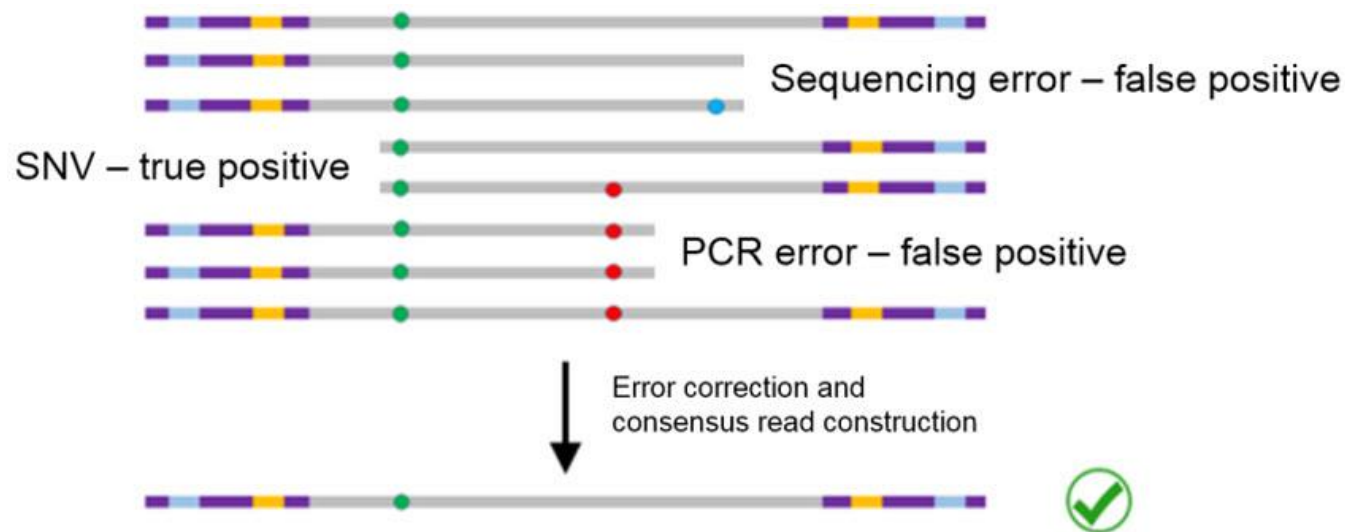 Sequencing error – false positive
SNV – true positive
PCR error – false positive
Error correction and
consensus read construction